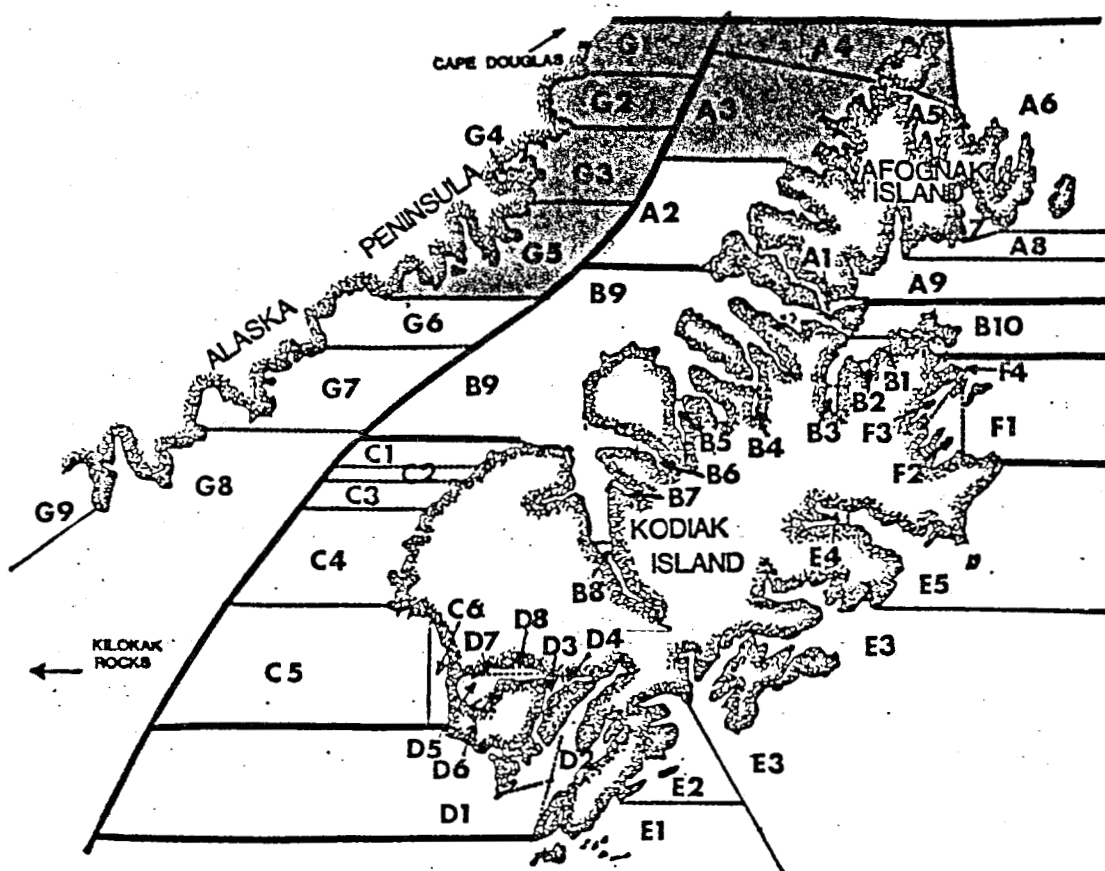 G1
A4
CAPE DOUGLAS
G2
A3
A5
A6
G4
G3
AFOGNAK
ISLAND
PENINSULA
A2
A7
A8
G5
A1
A9
B9
ALASKA
G6
B10
G7
B9
B1
F4
B2
B5
B4
B3
F3
F1
C1
C2
B6
F2
G8
C3
B7
G9
KODIAK
ISLAND
C4
E4
B8
E5
C6
D8
D7
D3
D4
KILOKAK
ROCKS
E3
C5
D5
D6
D2
E3
E2
D1
E1